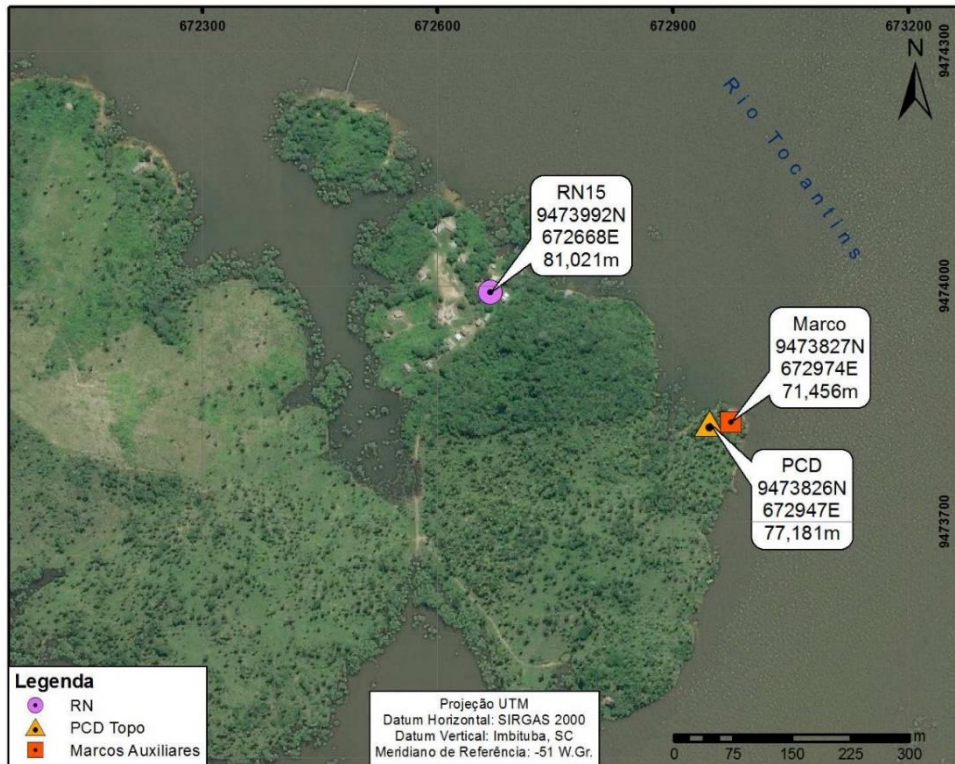 672300
672600
672900
673200
9474300
N
Rio Tocantins
RN15
9473992N
672668E
81,021m
9474000
Marco
9473827N
672974E
71,456m
PCD
9473826N
672947E
77,181m
9473700
Legenda
RN
PCD Topo
Marcos Auxiliares
Projeção UTM
Datum Horizontal: SIRGAS 2000
Datum Vertical: Imbituba, SC
Meridiano de Referência: -51 W.Gr.
0 75 150 225 300
m